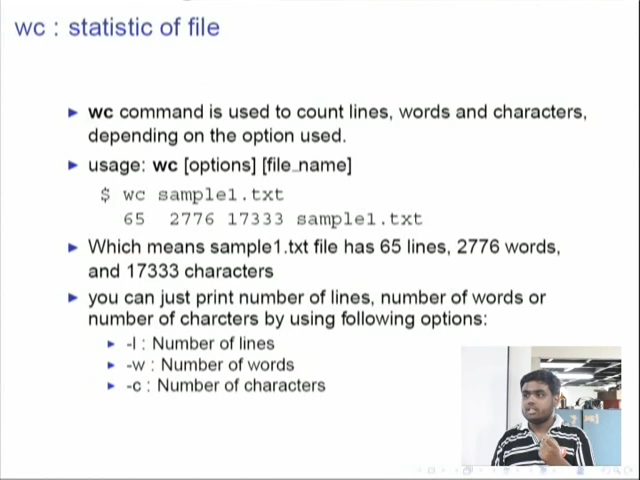 wc : statistic of file
wc command is used to count lines, words and characters,
depending on the option used.
usage: wc [options] [file_name]
$ wc sample1.txt
65 2776 17333 sample1.txt
Which means sample1.txt file has 65 lines, 2776 words,
and 17333 characters
you can just print number of lines, number of words or
number of charcters by using following options:
-l : Number of lines
-w : Number of words
-c : Number of characters